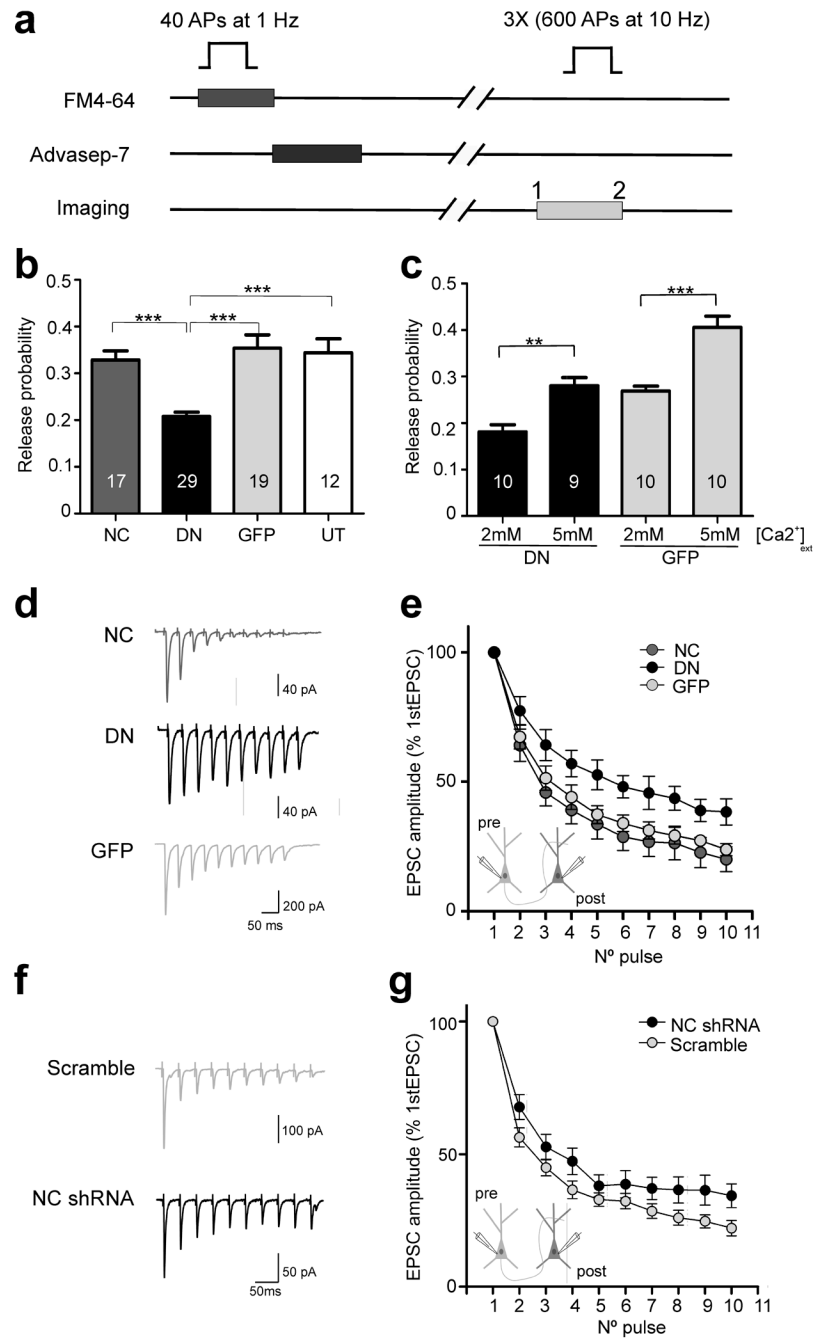 a
40 APs at 1 Hz
3X (600 APs at 10 Hz)
FM4-64
Advasep-7
Imaging
1
2
b
Release probability
0.5
0.4
0.3
0.2
0.1
0
17
29
19
12
***
***
***
NC
DN
GFP
UT
c
Release probability
0.5
0.4
0.3
0.2
0.1
0
10
9
10
10
**
***
2mM
5mM
2mM
5mM
[Ca2⁺]ext
DN
GFP
d
NC
40 pA
DN
40 pA
GFP
200 pA
50 ms
e
EPSC amplitude (% 1stEPSC)
100
50
0
NC
DN
GFP
pre
post
1 2 3 4 5 6 7 8 9 10 11
Nº pulse
f
Scramble
100 pA
NC shRNA
50 pA
50ms
g
EPSC amplitude (% 1stEPSC)
100
50
0
NC shRNA
Scramble
pre
post
1 2 3 4 5 6 7 8 9 10 11
Nº pulse